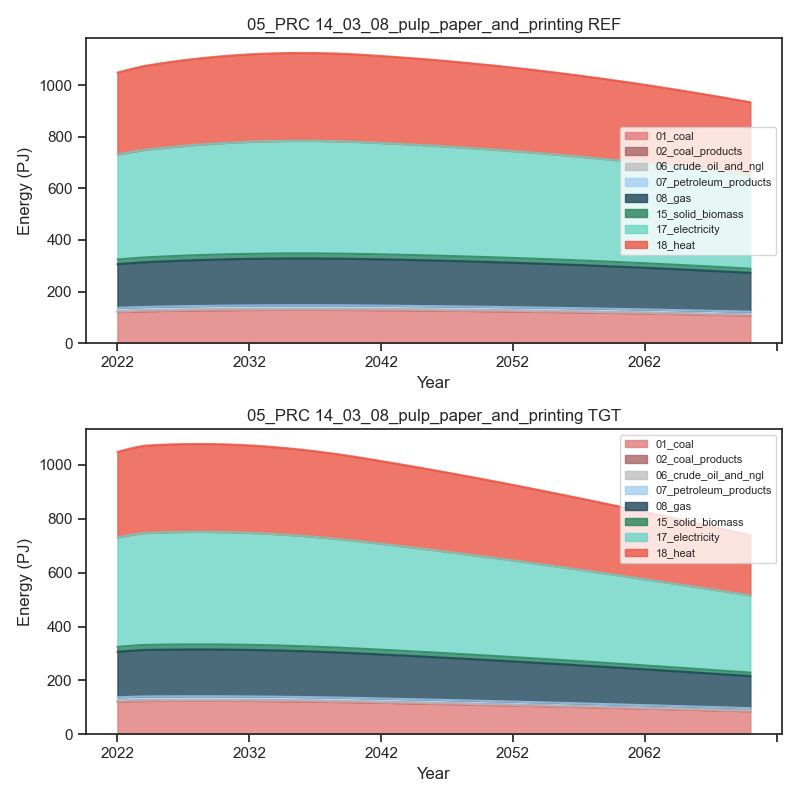 05_PRC 14_03_08_pulp_paper_and_printing REF
Energy (PJ)
1000
800
600
400
200
0
01_coal
02_coal_products
06_crude_oil_and_ngl
07_petroleum_products
08_gas
15_solid_biomass
17_electricity
18_heat
2022 2032 2042 2052 2062
Year
05_PRC 14_03_08_pulp_paper_and_printing TGT
Energy (PJ)
1000
800
600
400
200
0
01_coal
02_coal_products
06_crude_oil_and_ngl
07_petroleum_products
08_gas
15_solid_biomass
17_electricity
18_heat
2022 2032 2042 2052 2062
Year